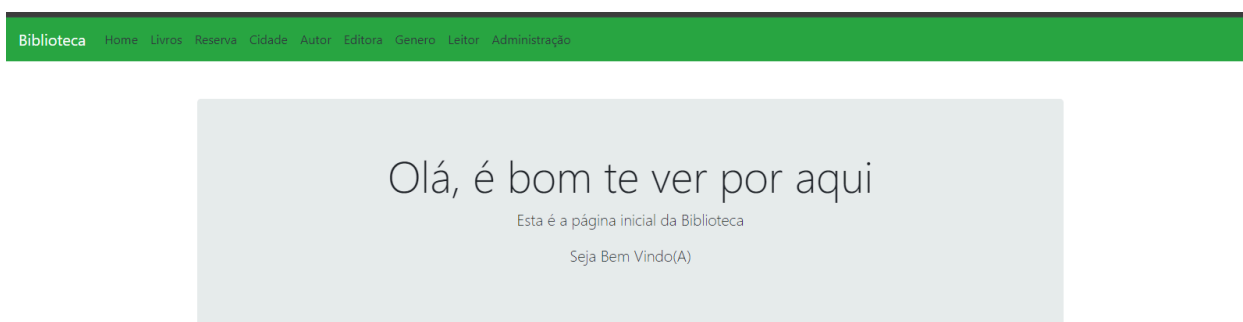 Biblioteca Home Livros Reserva Cidade Autor Editora Genero Leitor Administração
Olá, é bom te ver por aqui
Esta é a página inicial da Biblioteca
Seja Bem Vindo(A)